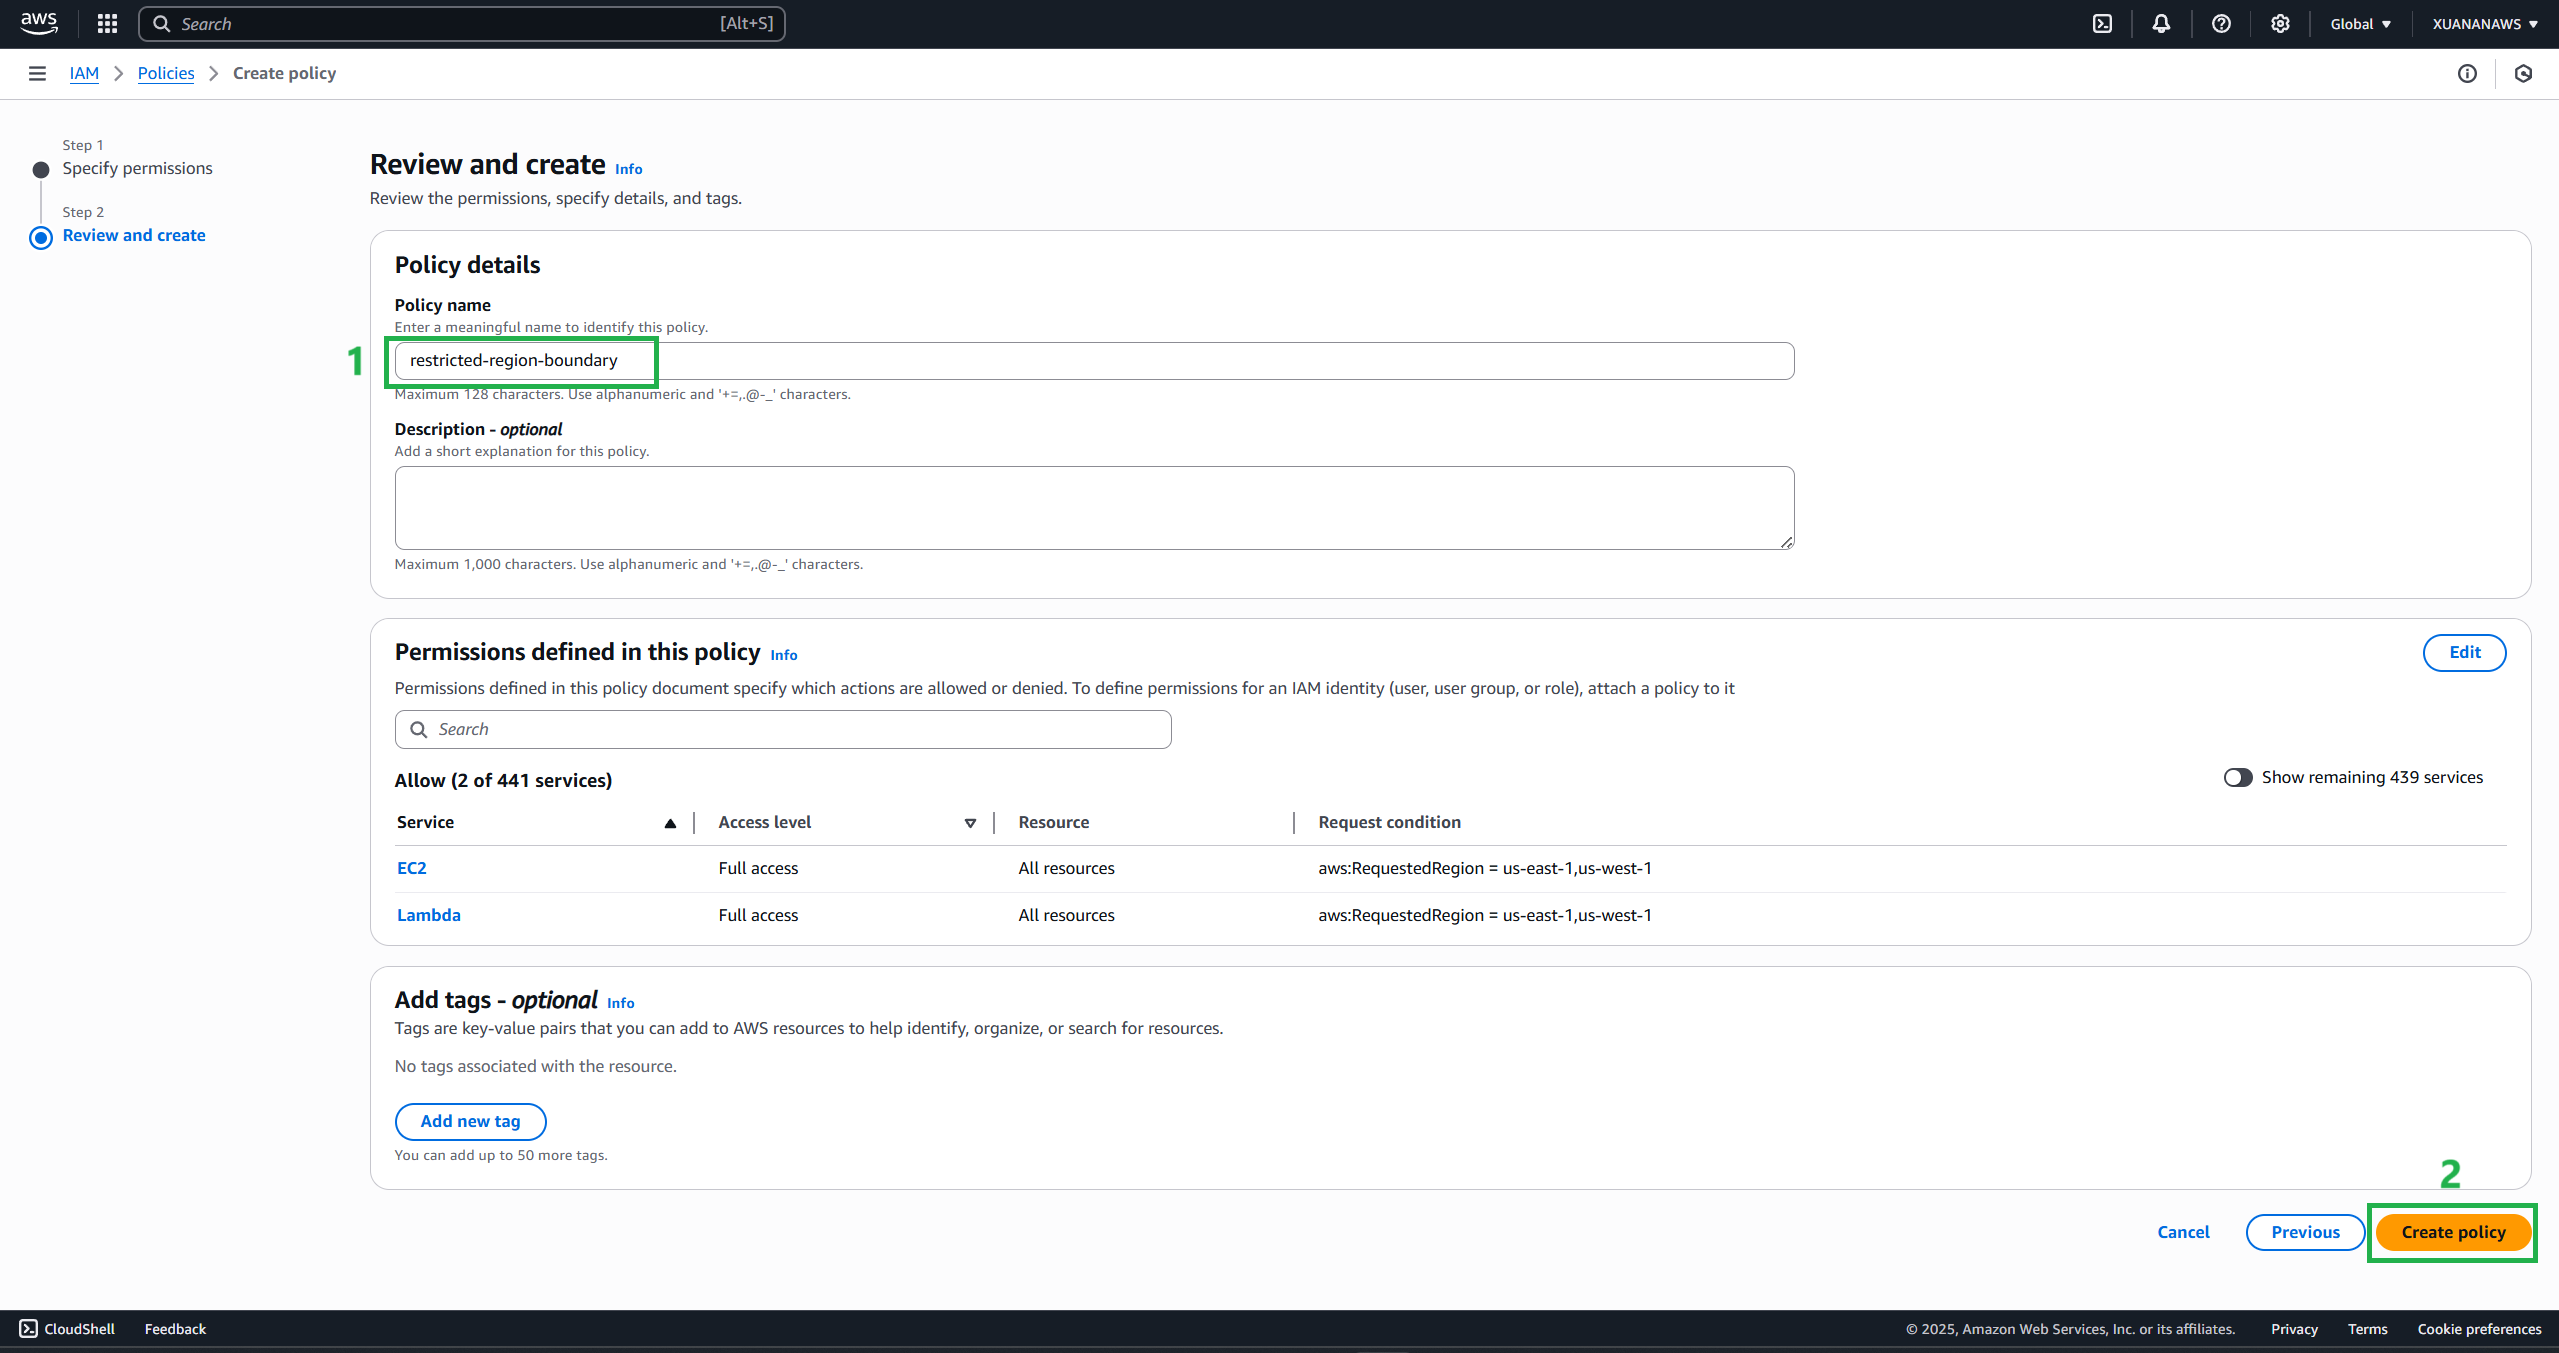 aws
Search [Alt+S]
Global
XUANANAWS
IAM
Policies
Create policy
Step 1
Specify permissions
Step 2
Review and create
Review and create Info
Review the permissions, specify details, and tags.
Policy details
Policy name
Enter a meaningful name to identify this policy.
1
restricted-region-boundary
Maximum 128 characters. Use alphanumeric and '+=,.@-_' characters.
Description - optional
Add a short explanation for this policy.
Maximum 1,000 characters. Use alphanumeric and '+=,.@-_' characters.
Permissions defined in this policy Info
Edit
Permissions defined in this policy document specify which actions are allowed or denied. To define permissions for an IAM identity (user, user group, or role), attach a policy to it
Search
Allow (2 of 441 services)
Show remaining 439 services
Service Access level Resource Request condition
EC2 Full access All resources aws:RequestedRegion = us-east-1,us-west-1
Lambda Full access All resources aws:RequestedRegion = us-east-1,us-west-1
Add tags - optional Info
Tags are key-value pairs that you can add to AWS resources to help identify, organize, or search for resources.
No tags associated with the resource.
Add new tag
You can add up to 50 more tags.
2
Cancel Previous Create policy
CloudShell Feedback © 2025, Amazon Web Services, Inc. or its affiliates. Privacy Terms Cookie preferences